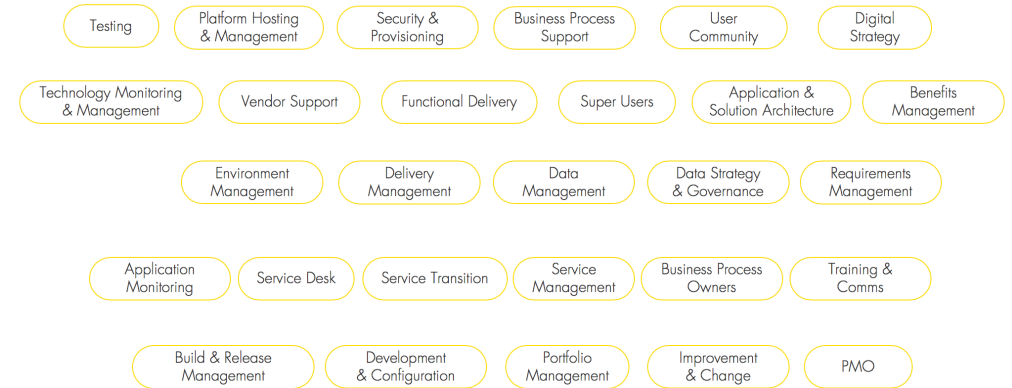 Testing
Platform Hosting
& Management
Security &
Provisioning
Business Process
Support
User
Community
Digital
Strategy
Technology Monitoring
& Management
Vendor Support
Functional Delivery
Super Users
Application &
Solution Architecture
Benefits
Management
Environment
Management
Delivery
Management
Data
Management
Data Strategy
& Governance
Requirements
Management
Application
Monitoring
Service Desk
Service Transition
Service
Management
Business Process
Owners
Training &
Comms
Build & Release
Management
Development
& Configuration
Portfolio
Management
Improvement
& Change
PMO